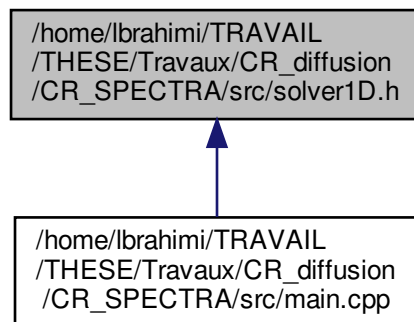 /home/lbrahimi/TRAVAIL
/THESE/Travaux/CR_diffusion
/CR_SPECTRA/src/solver1D.h
/home/lbrahimi/TRAVAIL
/THESE/Travaux/CR_diffusion
/CR_SPECTRA/src/main.cpp